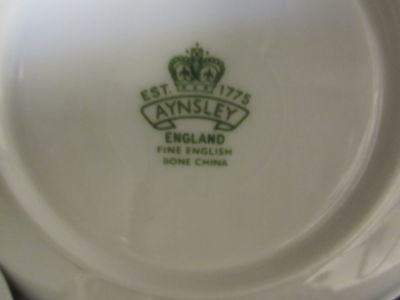 EST. 1775
AYNSLEY
ENGLAND
FINE ENGLISH
BONE CHINA